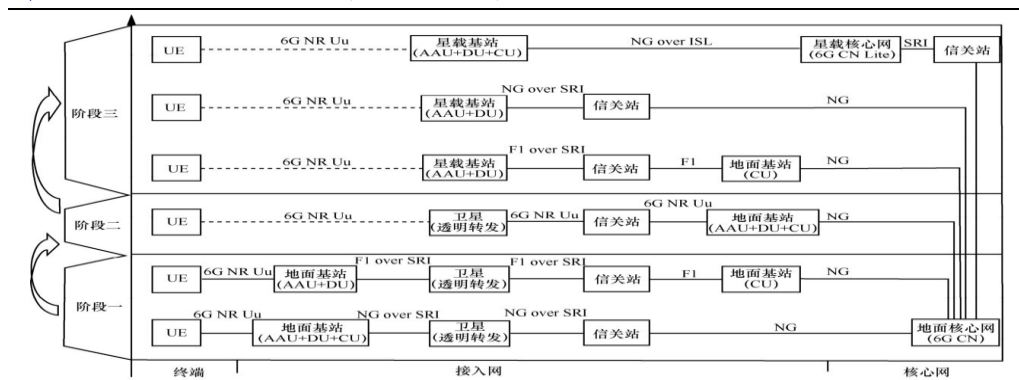 UE
6G NR Uu
星载基站
(AAU+DU+CU)
NG over ISL
星载核心网
(6G CN Lite)
SRI
信关站
阶段三
UE
6G NR Uu
星载基站
(AAU+DU)
NG over SRI
信关站
NG
UE
6G NR Uu
星载基站
(AAU+DU)
F1 over SRI
信关站
F1
地面基站
(CU)
NG
阶段二
UE
6G NR Uu
卫星
(透明转发)
6G NR Uu
信关站
6G NR Uu
地面基站
(AAU+DU+CU)
NG
阶段一
UE
6G NR Uu
地面基站
(AAU+DU)
F1 over SRI
卫星
(透明转发)
F1 over SRI
信关站
F1
地面基站
(CU)
NG
UE
6G NR Uu
地面基站
(AAU+DU+CU)
NG over SRI
卫星
(透明转发)
NG over SRI
信关站
NG
地面核心网
(6G CN)
终端
接入网
核心网